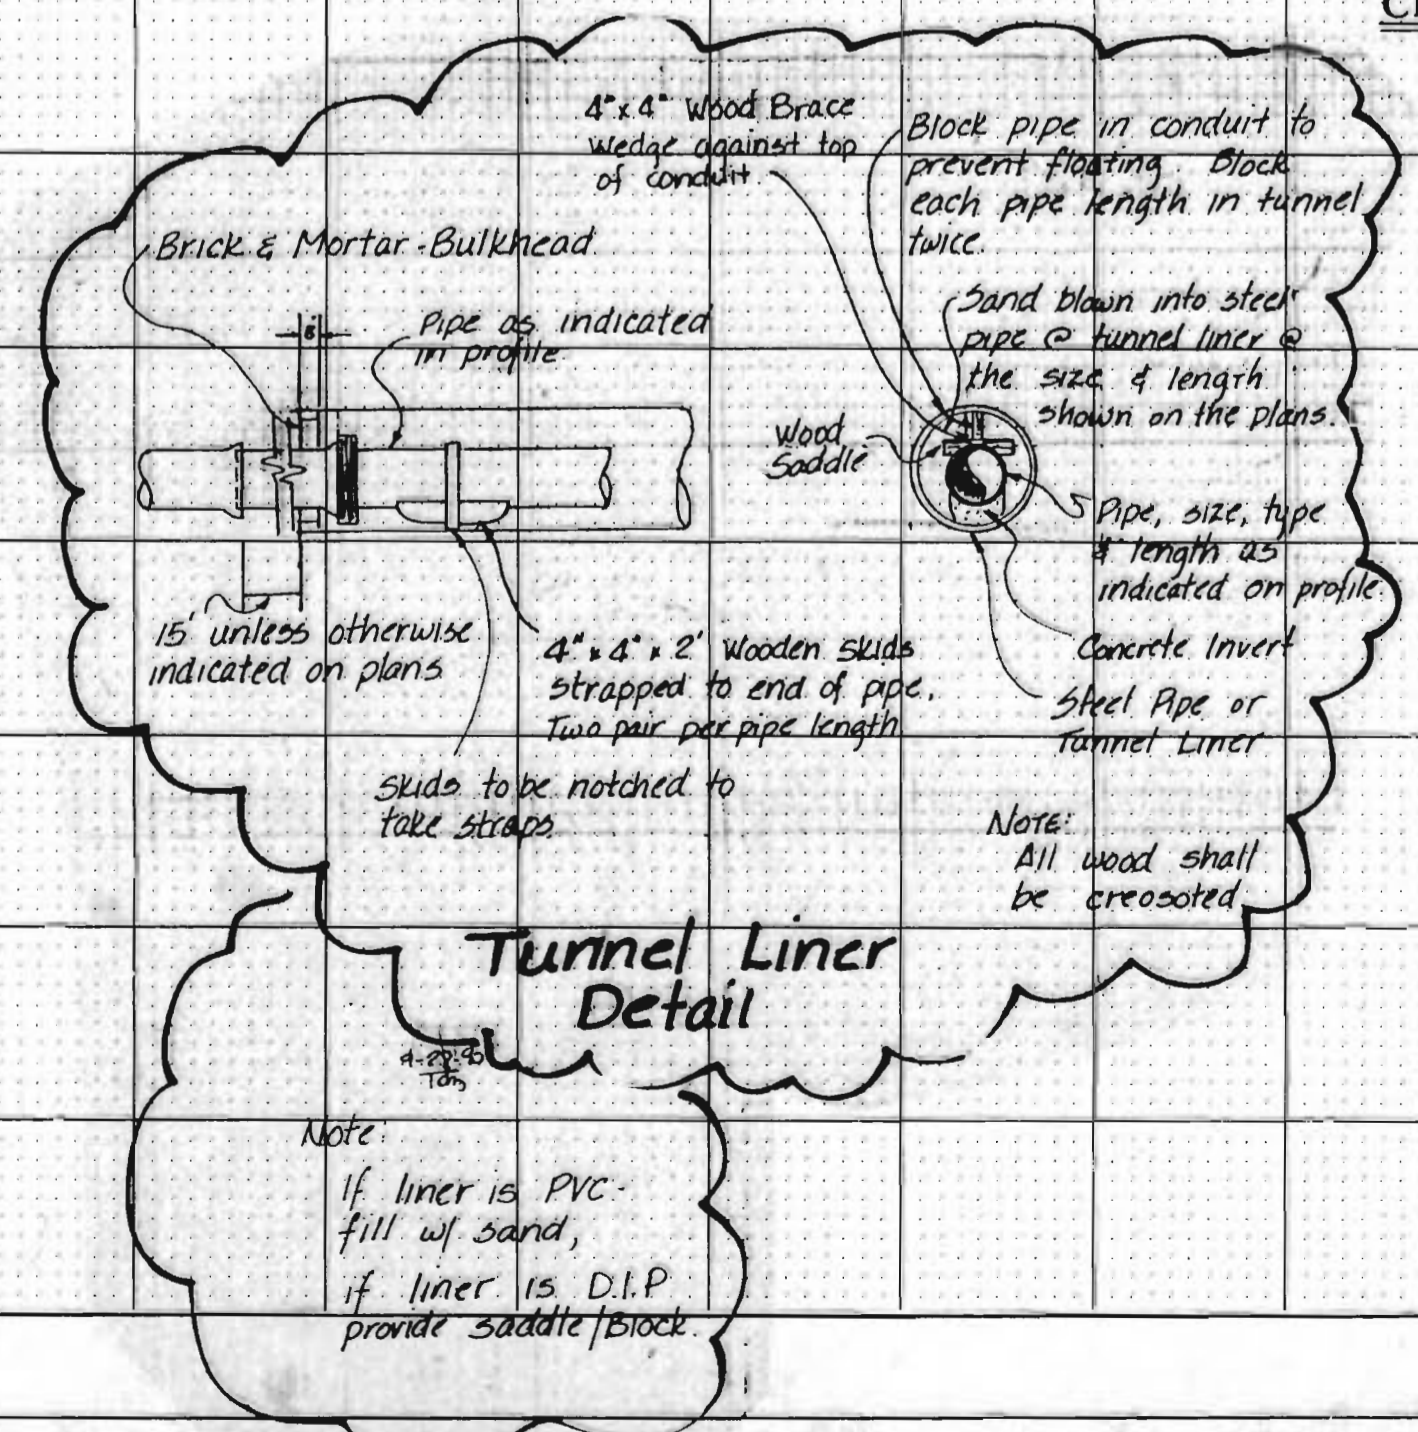 4"x 4" Wood Brace
wedge against top
of conduit.
Block pipe in conduit to
prevent floating. Block
each pipe length in tunnel
twice.
Brick & Mortar-Bulkhead.
Sand blown into steel
pipe @ tunnel liner @
the size & length
shown on the plans.
8"
Pipe as indicated
in profile.
Wood
Saddle
Pipe, size, type
& length as
indicated on profile.
15' unless otherwise
indicated on plans
4" x 4" x 2' Wooden Skids
strapped to end of pipe.
Two pair per pipe length
Concrete Invert
Steel Pipe or
Tunnel Liner
Skids to be notched to
take straps.
NOTE:
All wood shall
be creosoted
Tunnel Liner
Detail
Note:
If liner is PVC-
fill w/ sand,
if liner is D.I.P
provide saddle/Block.